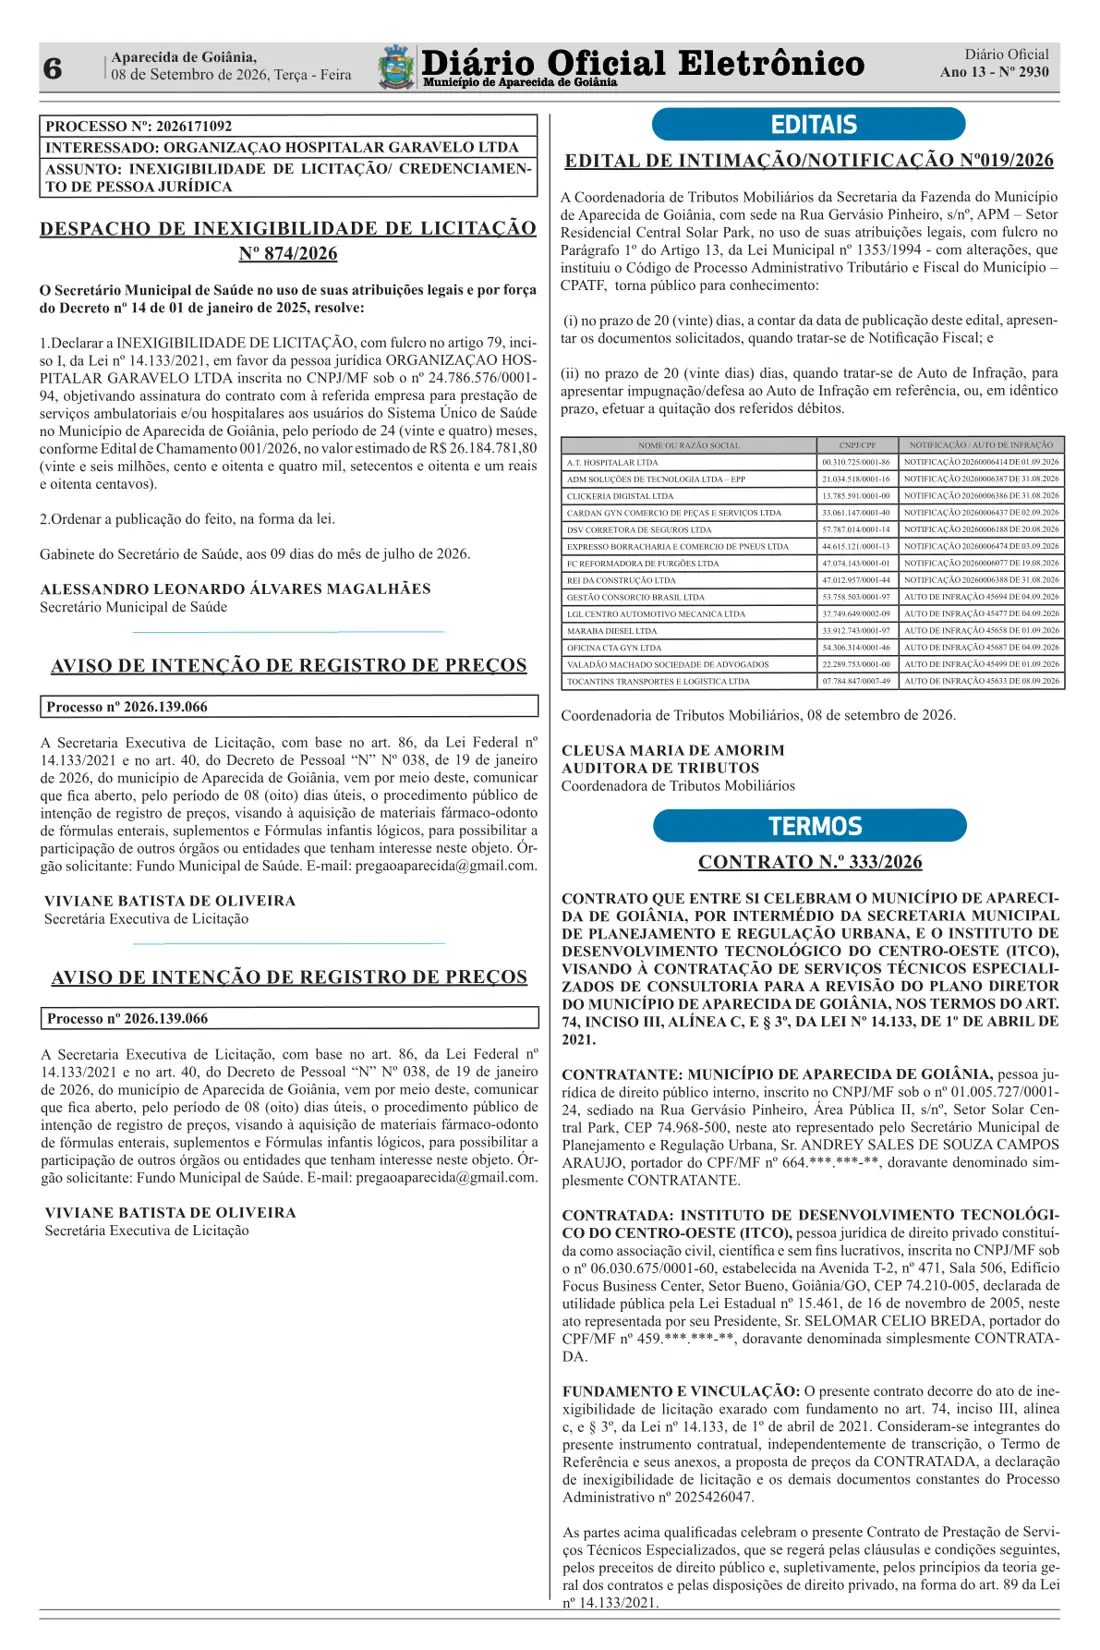 6
Aparecida de Goiânia,
08 de Setembro de 2026, Terça - Feira
Diário Oficial Eletrônico
Município de Aparecida de Goiânia
Diário Oficial
Ano 13 - Nº 2930
PROCESSO Nº: 2026171092
INTERESSADO: ORGANIZAÇAO HOSPITALAR GARAVELO LTDA
ASSUNTO: INEXIGIBILIDADE DE LICITAÇÃO/ CREDENCIAMEN-
TO DE PESSOA JURÍDICA
DESPACHO DE INEXIGIBILIDADE DE LICITAÇÃO
Nº 874/2026
O Secretário Municipal de Saúde no uso de suas atribuições legais e por força
do Decreto nº 14 de 01 de janeiro de 2025, resolve:
1.Declarar a INEXIGIBILIDADE DE LICITAÇÃO, com fulcro no artigo 79, inci-
so I, da Lei nº 14.133/2021, em favor da pessoa jurídica ORGANIZAÇAO HOS-
PITALAR GARAVELO LTDA inscrita no CNPJ/MF sob o nº 24.786.576/0001-
94, objetivando assinatura do contrato com à referida empresa para prestação de
serviços ambulatoriais e/ou hospitalares aos usuários do Sistema Único de Saúde
no Município de Aparecida de Goiânia, pelo período de 24 (vinte e quatro) meses,
conforme Edital de Chamamento 001/2026, no valor estimado de R$ 26.184.781,80
(vinte e seis milhões, cento e oitenta e quatro mil, setecentos e oitenta e um reais
e oitenta centavos).
2.Ordenar a publicação do feito, na forma da lei.
Gabinete do Secretário de Saúde, aos 09 dias do mês de julho de 2026.
ALESSANDRO LEONARDO ÁLVARES MAGALHÃES
Secretário Municipal de Saúde
AVISO DE INTENÇÃO DE REGISTRO DE PREÇOS
Processo nº 2026.139.066
A Secretaria Executiva de Licitação, com base no art. 86, da Lei Federal nº
14.133/2021 e no art. 40, do Decreto de Pessoal “N” Nº 038, de 19 de janeiro
de 2026, do município de Aparecida de Goiânia, vem por meio deste, comunicar
que fica aberto, pelo período de 08 (oito) dias úteis, o procedimento público de
intenção de registro de preços, visando à aquisição de materiais fármaco-odonto
de fórmulas enterais, suplementos e Fórmulas infantis lógicos, para possibilitar a
participação de outros órgãos ou entidades que tenham interesse neste objeto. Ór-
gão solicitante: Fundo Municipal de Saúde. E-mail: pregaoaparecida@gmail.com.
VIVIANE BATISTA DE OLIVEIRA
Secretária Executiva de Licitação
AVISO DE INTENÇÃO DE REGISTRO DE PREÇOS
Processo nº 2026.139.066
A Secretaria Executiva de Licitação, com base no art. 86, da Lei Federal nº
14.133/2021 e no art. 40, do Decreto de Pessoal “N” Nº 038, de 19 de janeiro
de 2026, do município de Aparecida de Goiânia, vem por meio deste, comunicar
que fica aberto, pelo período de 08 (oito) dias úteis, o procedimento público de
intenção de registro de preços, visando à aquisição de materiais fármaco-odonto
de fórmulas enterais, suplementos e Fórmulas infantis lógicos, para possibilitar a
participação de outros órgãos ou entidades que tenham interesse neste objeto. Ór-
gão solicitante: Fundo Municipal de Saúde. E-mail: pregaoaparecida@gmail.com.
VIVIANE BATISTA DE OLIVEIRA
Secretária Executiva de Licitação
EDITAIS
EDITAL DE INTIMAÇÃO/NOTIFICAÇÃO Nº019/2026
A Coordenadoria de Tributos Mobiliários da Secretaria da Fazenda do Município
de Aparecida de Goiânia, com sede na Rua Gervásio Pinheiro, s/nº, APM – Setor
Residencial Central Solar Park, no uso de suas atribuições legais, com fulcro no
Parágrafo 1º do Artigo 13, da Lei Municipal nº 1353/1994 - com alterações, que
instituiu o Código de Processo Administrativo Tributário e Fiscal do Município –
CPATF, torna público para conhecimento:
(i) no prazo de 20 (vinte) dias, a contar da data de publicação deste edital, apresen-
tar os documentos solicitados, quando tratar-se de Notificação Fiscal; e
(ii) no prazo de 20 (vinte dias) dias, quando tratar-se de Auto de Infração, para
apresentar impugnação/defesa ao Auto de Infração em referência, ou, em idêntico
prazo, efetuar a quitação dos referidos débitos.
NOME OU RAZÃO SOCIAL CNPJ/CPF NOTIFICAÇÃO / AUTO DE INFRAÇÃO
A.T. HOSPITALAR LTDA 00.310.725/0001-86 NOTIFICAÇÃO 20260006414 DE 01.09.2026
ADM SOLUÇÕES DE TECNOLOGIA LTDA – EPP 21.034.518/0001-16 NOTIFICAÇÃO 20260006387 DE 31.08.2026
CLICKERIA DIGISTAL LTDA 13.785.591/0001-00 NOTIFICAÇÃO 20260006386 DE 31.08.2026
CARDAN GYN COMERCIO DE PEÇAS E SERVIÇOS LTDA 33.061.147/0001-40 NOTIFICAÇÃO 20260006437 DE 02.09.2026
DSV CORRETORA DE SEGUROS LTDA 57.787.014/0001-14 NOTIFICAÇÃO 20260006188 DE 20.08.2026
EXPRESSO BORRACHARIA E COMERCIO DE PNEUS LTDA 44.615.121/0001-13 NOTIFICAÇÃO 20260006474 DE 03.09.2026
FC REFORMADORA DE FURGÕES LTDA 47.074.143/0001-01 NOTIFICAÇÃO 20260006077 DE 19.08.2026
REI DA CONSTRUÇÃO LTDA 47.012.957/0001-44 NOTIFICAÇÃO 20260006388 DE 31.08.2026
GESTÃO CONSORCIO BRASIL LTDA 53.758.503/0001-97 AUTO DE INFRAÇÃO 45694 DE 04.09.2026
LGL CENTRO AUTOMOTIVO MECANICA LTDA 37.749.649/0002-09 AUTO DE INFRAÇÃO 45477 DE 04.09.2026
MARABA DIESEL LTDA 33.912.743/0001-97 AUTO DE INFRAÇÃO 45658 DE 01.09.2026
OFICINA CTA GYN LTDA 54.306.314/0001-46 AUTO DE INFRAÇÃO 45687 DE 04.09.2026
VALADÃO MACHADO SOCIEDADE DE ADVOGADOS 22.289.753/0001-00 AUTO DE INFRAÇÃO 45499 DE 01.09.2026
TOCANTÍNS TRANSPORTES E LOGÍSTICA LTDA 07.784.847/0007-49 AUTO DE INFRAÇÃO 45633 DE 08.09.2026
Coordenadoria de Tributos Mobiliários, 08 de setembro de 2026.
CLEUSA MARIA DE AMORIM
AUDITORA DE TRIBUTOS
Coordenadora de Tributos Mobiliários
TERMOS
CONTRATO N.º 333/2026
CONTRATO QUE ENTRE SI CELEBRAM O MUNICÍPIO DE APARECI-
DA DE GOIÂNIA, POR INTERMÉDIO DA SECRETARIA MUNICIPAL
DE PLANEJAMENTO E REGULAÇÃO URBANA, E O INSTITUTO DE
DESENVOLVIMENTO TECNOLÓGICO DO CENTRO-OESTE (ITCO),
VISANDO À CONTRATAÇÃO DE SERVIÇOS TÉCNICOS ESPECIALI-
ZADOS DE CONSULTORIA PARA A REVISÃO DO PLANO DIRETOR
DO MUNICÍPIO DE APARECIDA DE GOIÂNIA, NOS TERMOS DO ART.
74, INCISO III, ALÍNEA C, E § 3º, DA LEI Nº 14.133, DE 1º DE ABRIL DE
2021.
CONTRATANTE: MUNICÍPIO DE APARECIDA DE GOIÂNIA, pessoa ju-
rídica de direito público interno, inscrito no CNPJ/MF sob o nº 01.005.727/0001-
24, sediado na Rua Gervásio Pinheiro, Área Pública II, s/nº, Setor Solar Cen-
tral Park, CEP 74.968-500, neste ato representado pelo Secretário Municipal de
Planejamento e Regulação Urbana, Sr. ANDREY SALES DE SOUZA CAMPOS
ARAUJO, portador do CPF/MF nº 664.***.***-**, doravante denominado sim-
plesmente CONTRATANTE.
CONTRATADA: INSTITUTO DE DESENVOLVIMENTO TECNOLÓGI-
CO DO CENTRO-OESTE (ITCO), pessoa jurídica de direito privado constituí-
da como associação civil, científica e sem fins lucrativos, inscrita no CNPJ/MF sob
o nº 06.030.675/0001-60, estabelecida na Avenida T-2, nº 471, Sala 506, Edifício
Focus Business Center, Setor Bueno, Goiânia/GO, CEP 74.210-005, declarada de
utilidade pública pela Lei Estadual nº 15.461, de 16 de novembro de 2005, neste
ato representada por seu Presidente, Sr. SELOMAR CELIO BREDA, portador do
CPF/MF nº 459.***.***-**, doravante denominada simplesmente CONTRATA-
DA.
FUNDAMENTO E VINCULAÇÃO: O presente contrato decorre do ato de ine-
xigibilidade de licitação exarado com fundamento no art. 74, inciso III, alínea
c, e § 3º, da Lei nº 14.133, de 1º de abril de 2021. Consideram-se integrantes do
presente instrumento contratual, independentemente de transcrição, o Termo de
Referência e seus anexos, a proposta de preços da CONTRATADA, a declaração
de inexigibilidade de licitação e os demais documentos constantes do Processo
Administrativo nº 2025426047.
As partes acima qualificadas celebram o presente Contrato de Prestação de Servi-
ços Técnicos Especializados, que se regerá pelas cláusulas e condições seguintes,
pelos preceitos de direito público e, supletivamente, pelos princípios da teoria ge-
ral dos contratos e pelas disposições de direito privado, na forma do art. 89 da Lei
nº 14.133/2021.